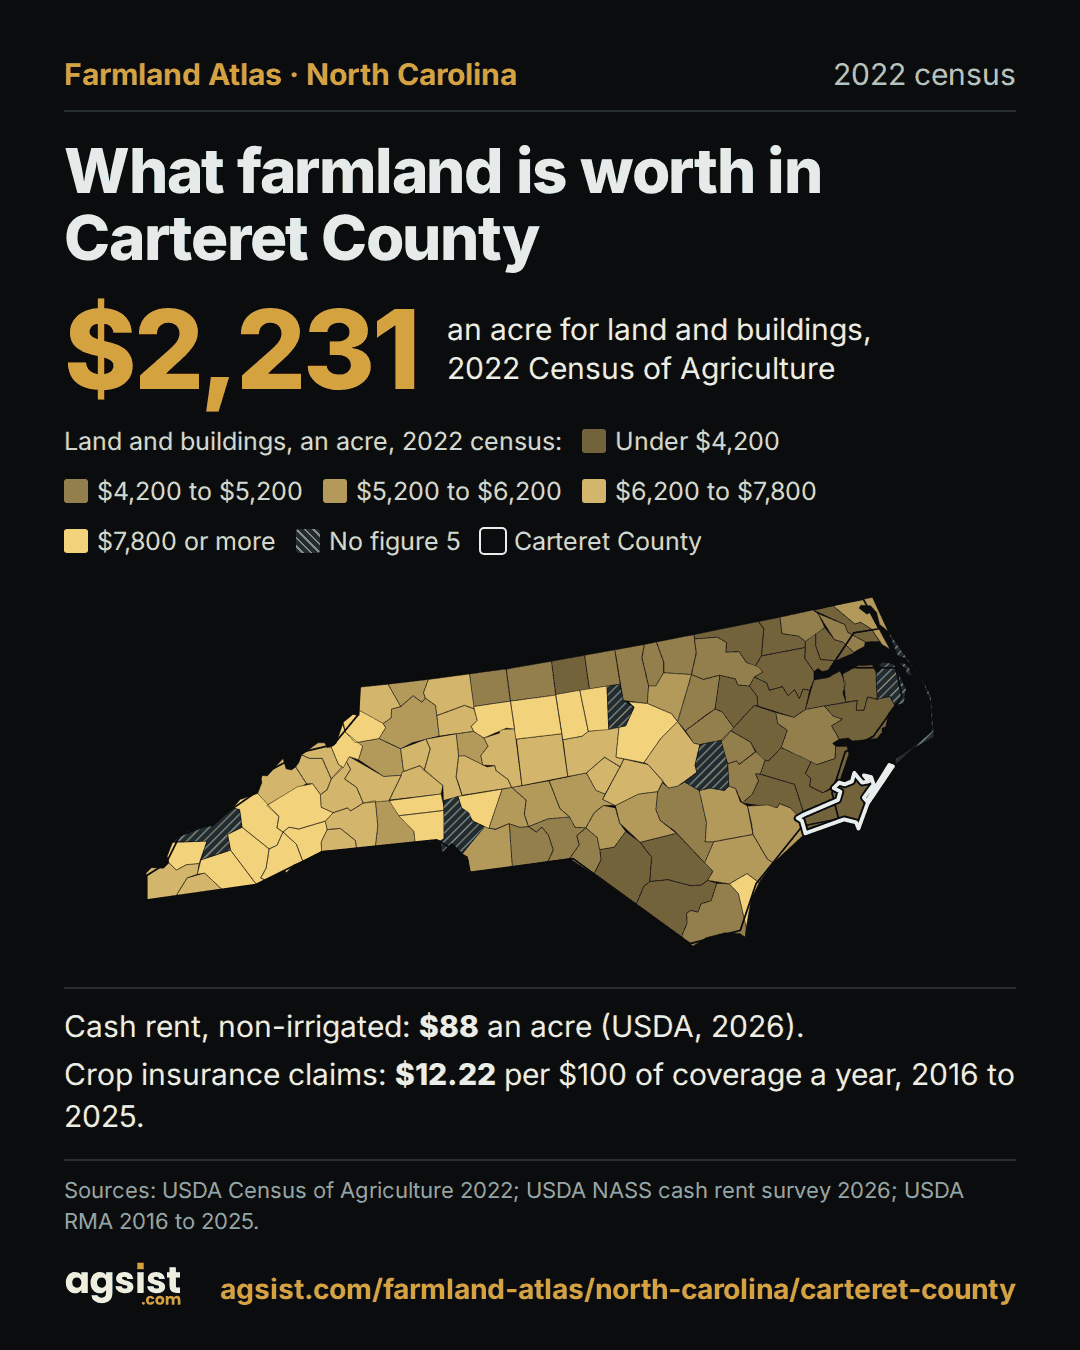 Farmland Atlas · North Carolina
2022 census
What farmland is worth in
Carteret County
$2,231
an acre for land and buildings,
2022 Census of Agriculture
Land and buildings, an acre, 2022 census: Under $4,200
$4,200 to $5,200 $5,200 to $6,200 $6,200 to $7,800
$7,800 or more No figure 5 Carteret County
Cash rent, non-irrigated: $88 an acre (USDA, 2026).
Crop insurance claims: $12.22 per $100 of coverage a year, 2016 to
2025.
Sources: USDA Census of Agriculture 2022; USDA NASS cash rent survey 2026; USDA
RMA 2016 to 2025.
agsist
.com
agsist.com/farmland-atlas/north-carolina/carteret-county